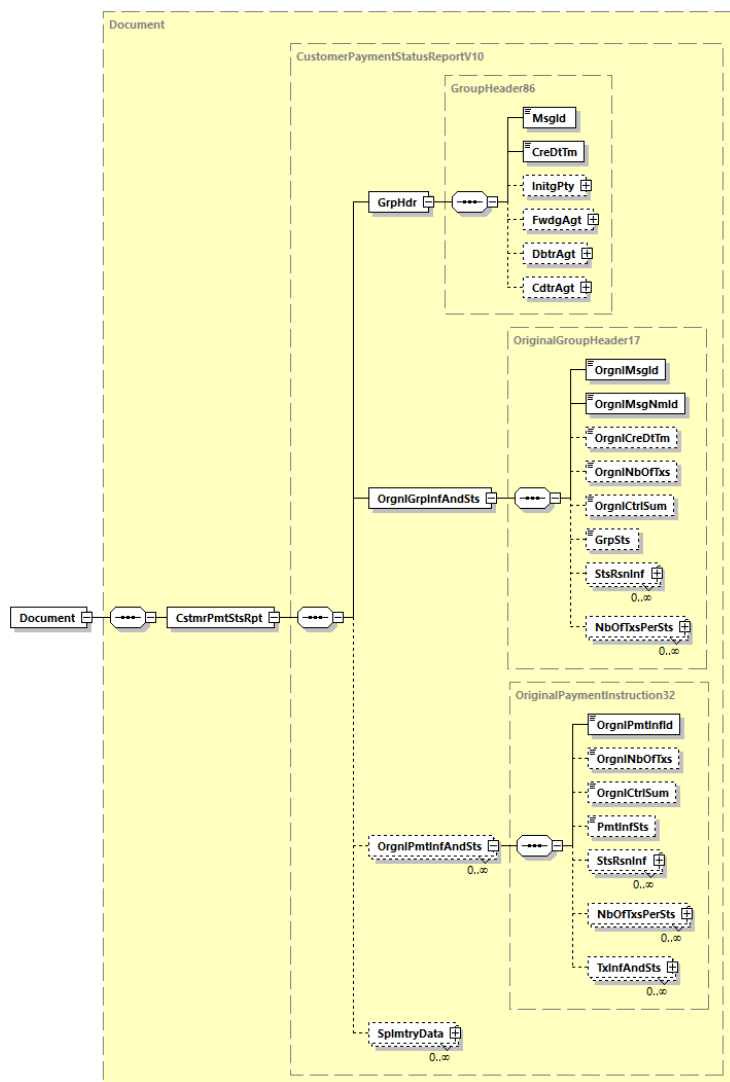 Document
CustomerPaymentStatusReportV10
GroupHeader86
MsgId
CreDtTm
InitgPty
GrpHdr
FwdgAgt
DbtrAgt
CdtrAgt
OriginalGroupHeader17
OrgnlMsgId
OrgnlMsgNmId
OrgnlCreDtTm
OrgnlNbOfTxs
OrgnlGrpInfAndSts
OrgnlCtrlSum
GrpSts
StsRsnInf
0..∞
Document
CstmrPmtStsRpt
NbOfTxsPerSts
0..∞
OriginalPaymentInstruction32
OrgnlPmtInfId
OrgnlNbOfTxs
OrgnlCtrlSum
PmtInfSts
OrgnlPmtInfAndSts
0..∞
StsRsnInf
0..∞
NbOfTxsPerSts
0..∞
TxInfAndSts
0..∞
SplmtryData
0..∞